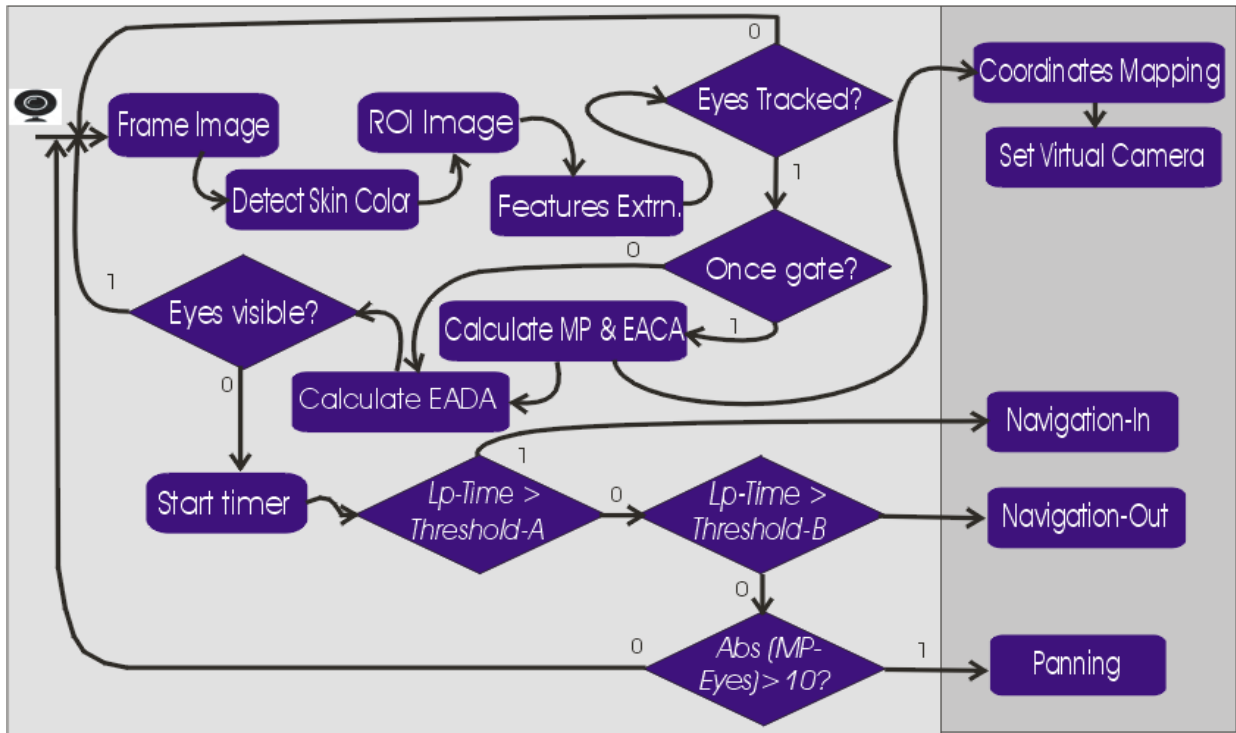 0
Eyes Tracked?
Coordinates Mapping
Frame Image
ROI Image
Set Virtual Camera
1
Detect Skin Color
Features Extrn.
0
Once gate?
1
Eyes visible?
Calculate MP & EACA
1
0
Calculate EADA
Navigation-In
1
Start timer
Lp-Time >
Threshold-A
0
Lp-Time >
Threshold-B
Navigation-Out
0
0
Abs (MP-
Eyes)> 10?
1
Panning